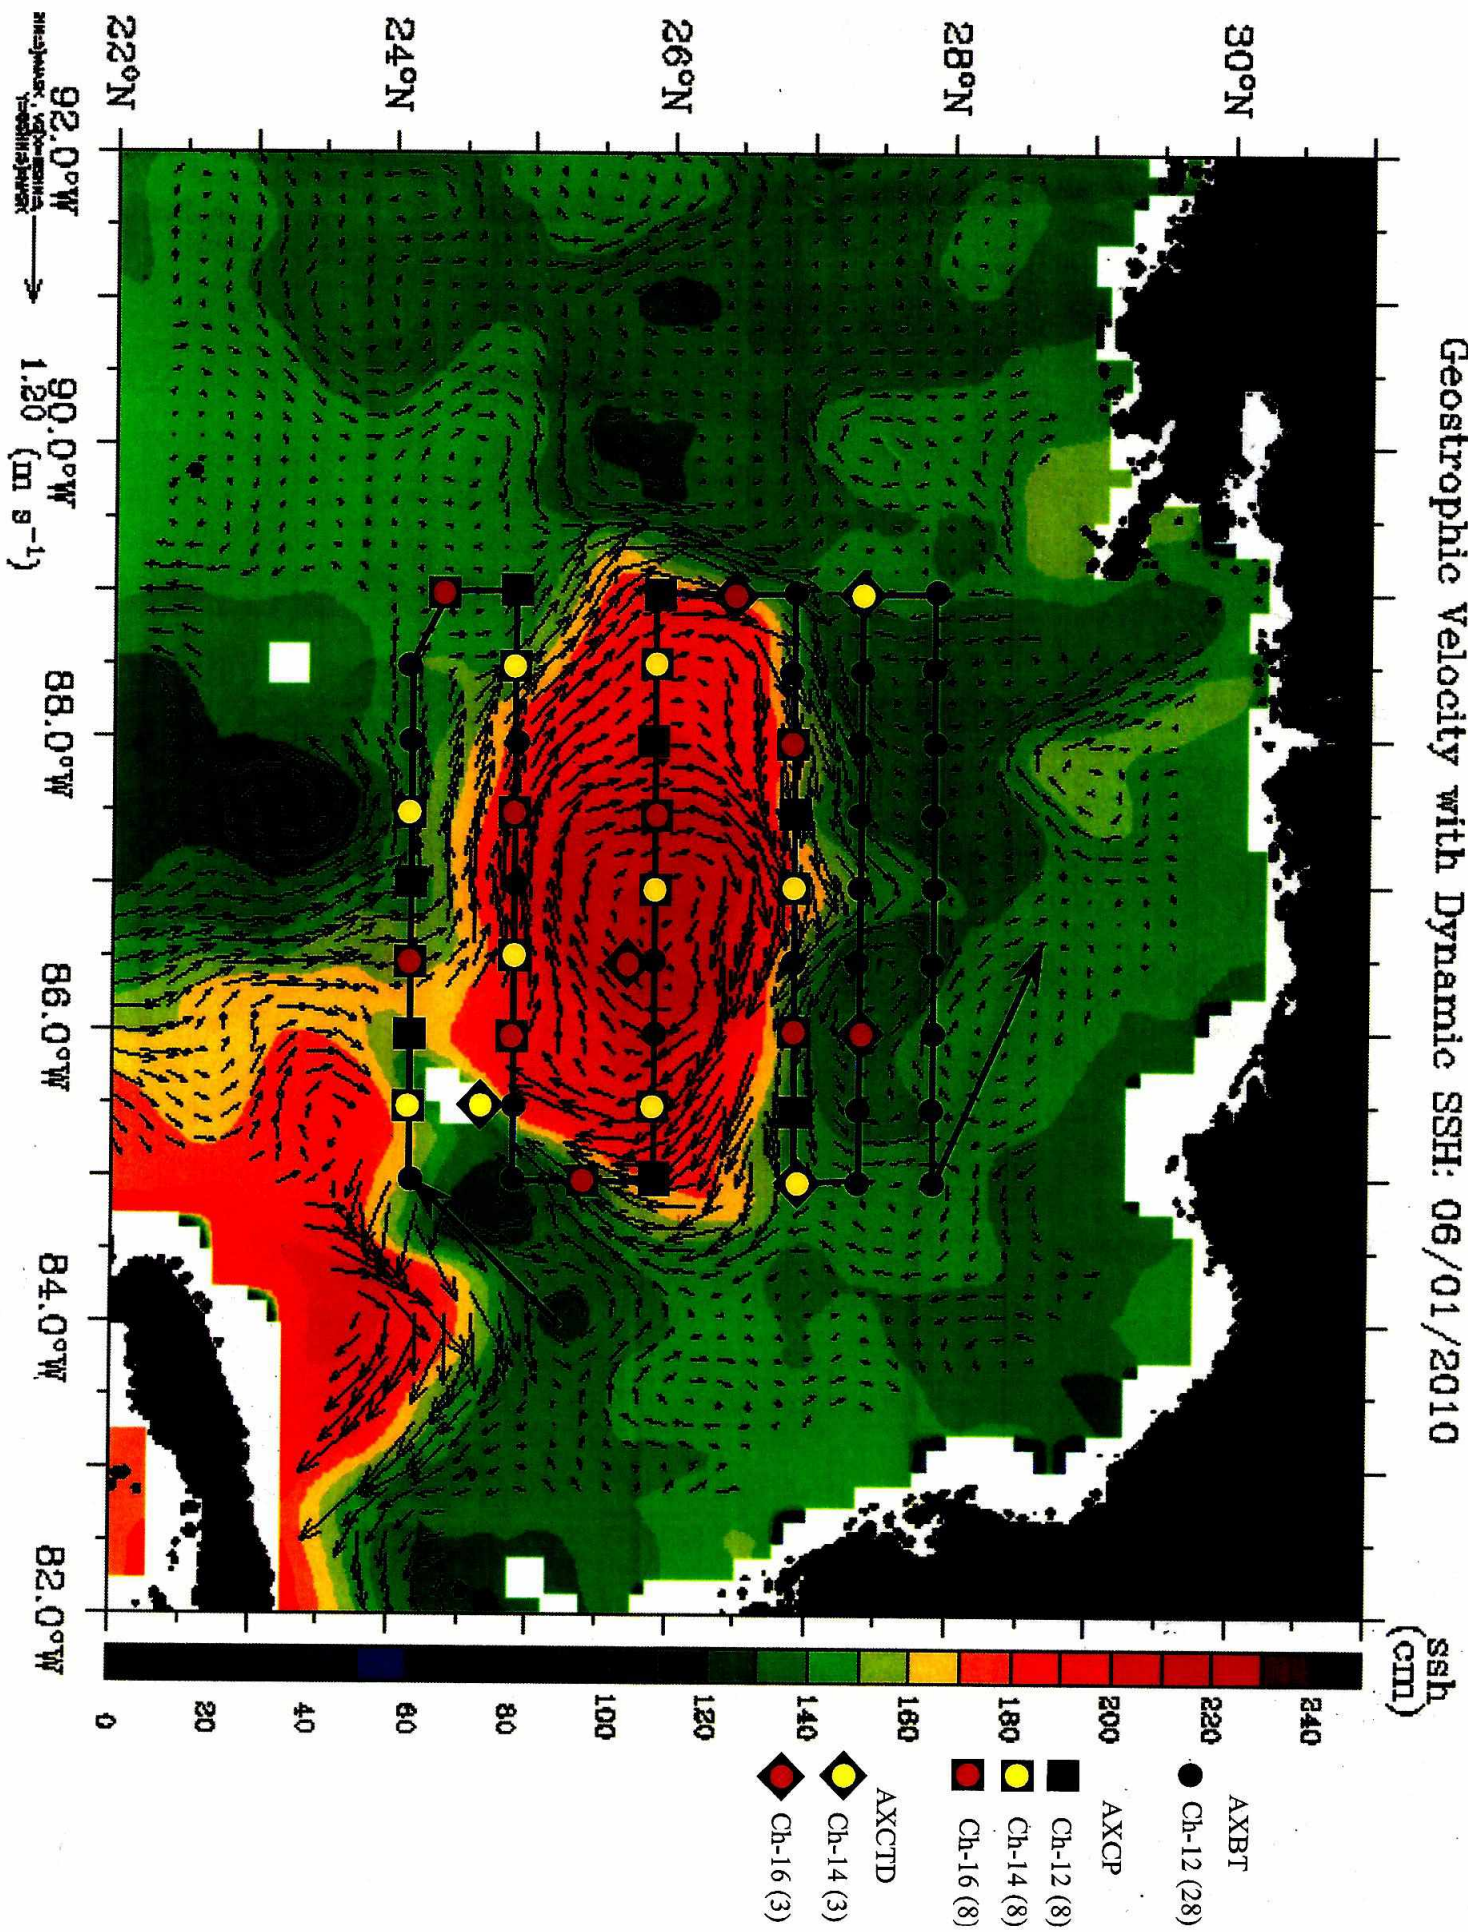 Geostrophic Velocity with Dynamic SSH: 06/01/2010
30°N
28°N
26°N
24°N
22°N
92.0°W
90.0°W
88.0°W
86.0°W
84.0°W
82.0°W
1.20 (m s⁻¹)
ssh
(cm)
0
20
40
60
80
100
120
140
160
180
200
220
240
AXBT
Ch-12 (28)
AXCP
Ch-12 (8)
Ch-14 (8)
Ch-16 (8)
AXCTD
Ch-14 (3)
Ch-16 (3)